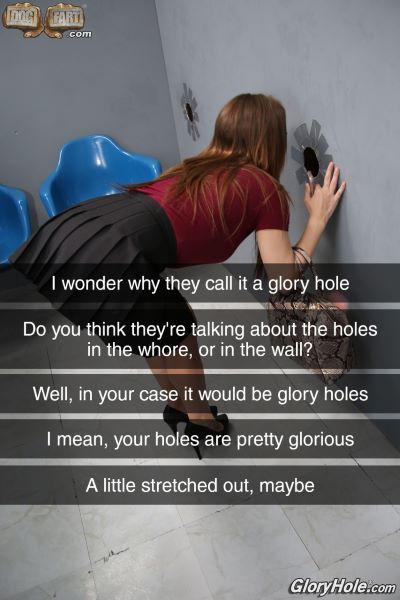 DOG FART
.com
I wonder why they call it a glory hole
Do you think they're talking about the holes
in the whore, or in the wall?
Well, in your case it would be glory holes
I mean, your holes are pretty glorious
A little stretched out, maybe
GloryHole.com